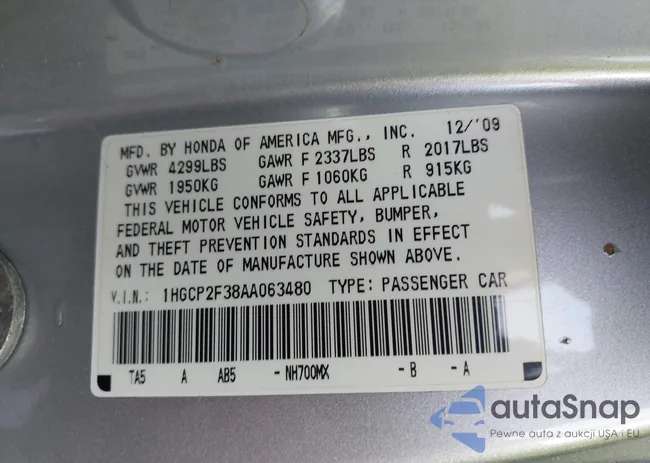 MFD. BY HONDA OF AMERICA MFG., INC. 12/'09
GVWR 4299LBS GAWR F 2337LBS R 2017LBS
GVWR 1950KG GAWR F 1060KG R 915KG
THIS VEHICLE CONFORMS TO ALL APPLICABLE
FEDERAL MOTOR VEHICLE SAFETY, BUMPER,
AND THEFT PREVENTION STANDARDS IN EFFECT
ON THE DATE OF MANUFACTURE SHOWN ABOVE.
V.I.N.: 1HGCP2F38AA063480 TYPE: PASSENGER CAR
TA5 A AB5 -NH700MX -B -A
autaSnap
Pewne auta z aukcji USA i EU